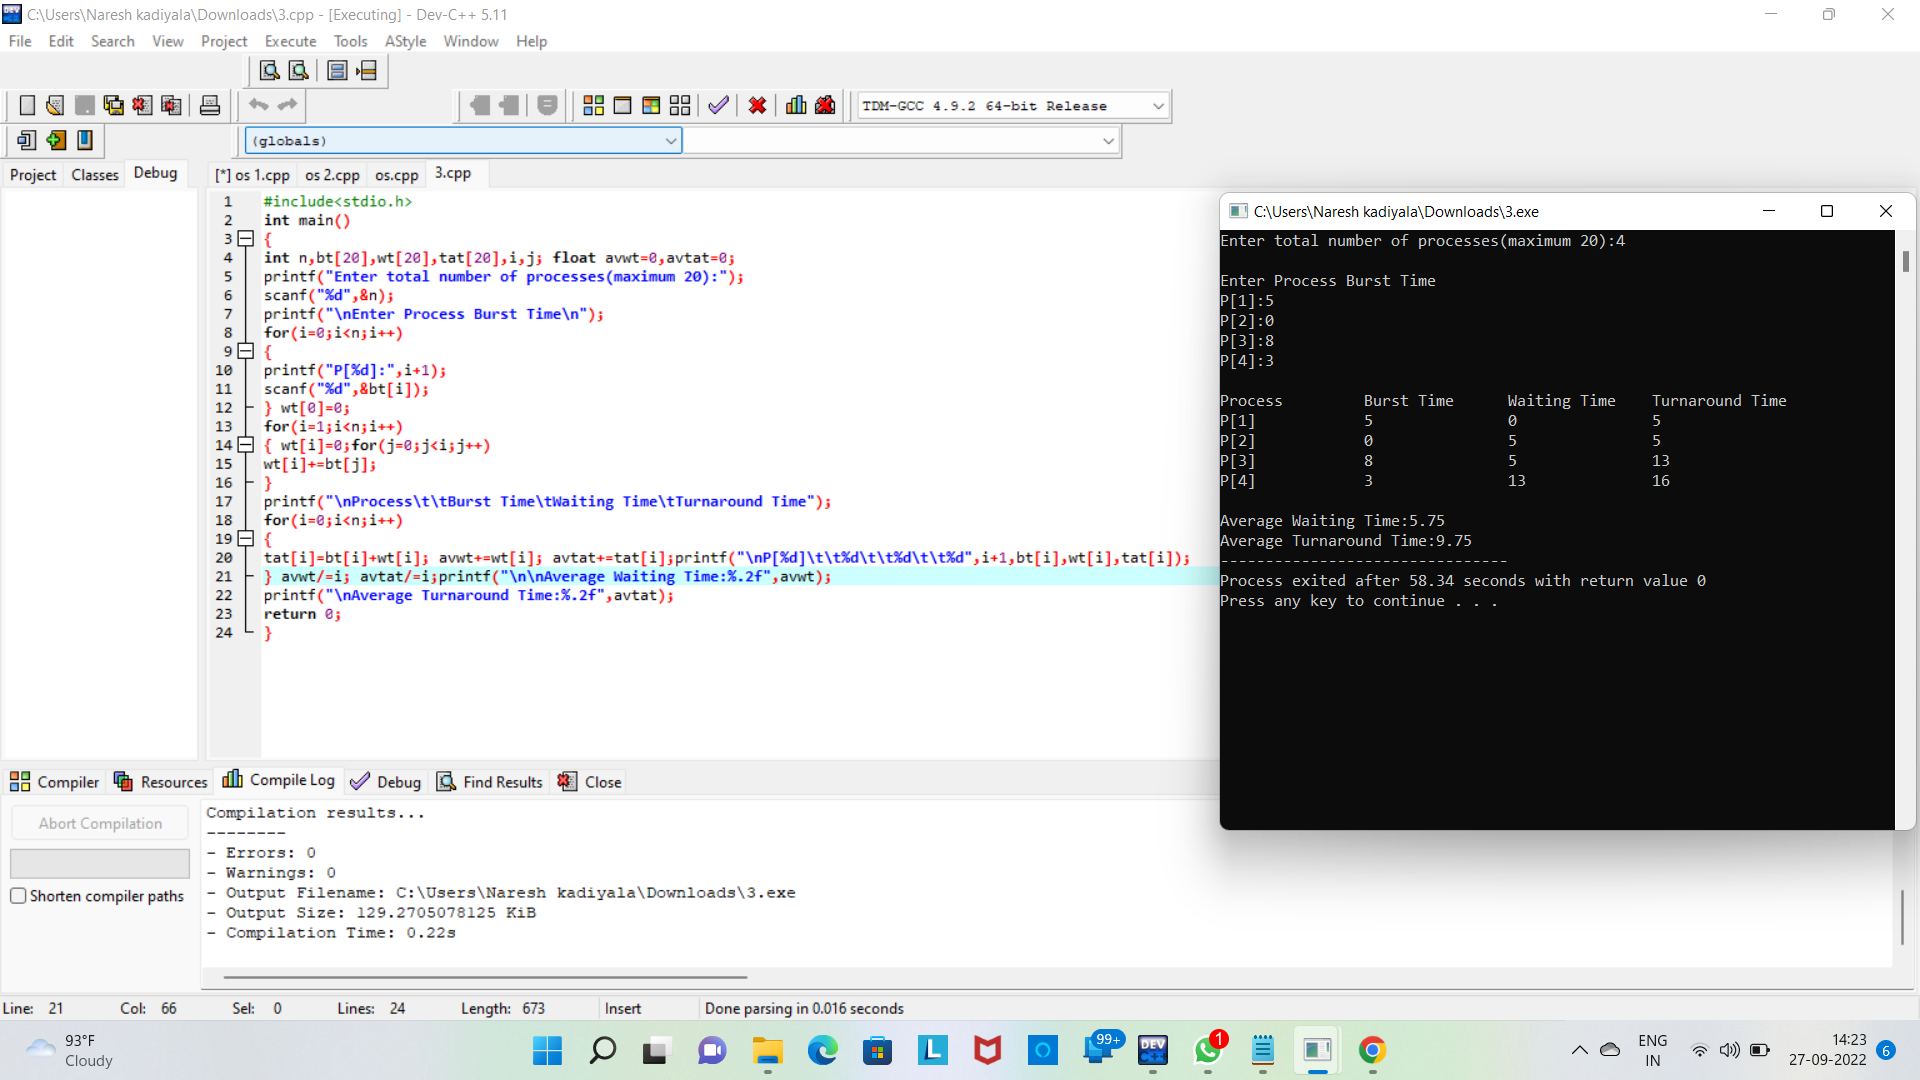 C:\Users\Naresh kadiyala\Downloads\3.cpp - [Executing] - Dev-C++ 5.11
File Edit Search View Project Execute Tools AStyle Window Help
TDM-GCC 4.9.2 64-bit Release
(globals)
Project Classes Debug
[*] os 1.cpp os 2.cpp os.cpp 3.cpp
1 #include<stdio.h>
2 int main()
3 {
4 int n,bt[20],wt[20],tat[20],i,j; float avwt=0,avtat=0;
5 printf("Enter total number of processes(maximum 20):");
6 scanf("%d",&n);
7 printf("\nEnter Process Burst Time\n");
8 for(i=0;i<n;i++)
9 {
10 printf("P[%d]:",i+1);
11 scanf("%d",&bt[i]);
12 } wt[0]=0;
13 for(i=1;i<n;i++)
14 { wt[i]=0;for(j=0;j<i;j++)
15 wt[i]+=bt[j];
16 }
17 printf("\nProcess\t\tBurst Time\tWaiting Time\tTurnaround Time");
18 for(i=0;i<n;i++)
19 {
20 tat[i]=bt[i]+wt[i]; avwt+=wt[i]; avtat+=tat[i];printf("\nP[%d]\t\t%d\t\t%d\t\t%d",i+1,bt[i],wt[i],tat[i]);
21 } avwt/=i; avtat/=i;printf("\n\nAverage Waiting Time:%.2f",avwt);
22 printf("\nAverage Turnaround Time:%.2f",avtat);
23 return 0;
24 }
C:\Users\Naresh kadiyala\Downloads\3.exe
Enter total number of processes(maximum 20):4
Enter Process Burst Time
P[1]:5
P[2]:0
P[3]:8
P[4]:3
Process Burst Time Waiting Time Turnaround Time
P[1] 5 0 5
P[2] 0 5 5
P[3] 8 5 13
P[4] 3 13 16
Average Waiting Time:5.75
Average Turnaround Time:9.75
--------------------------------
Process exited after 58.34 seconds with return value 0
Press any key to continue . . .
Compiler Resources Compile Log Debug Find Results Close
Abort Compilation
Shorten compiler paths
Compilation results...
--------
- Errors: 0
- Warnings: 0
- Output Filename: C:\Users\Naresh kadiyala\Downloads\3.exe
- Output Size: 129.2705078125 KiB
- Compilation Time: 0.22s
Line: 21 Col: 66 Sel: 0 Lines: 24 Length: 673 Insert Done parsing in 0.016 seconds
93°F
Cloudy
L
99+
DEV
1
ENG
IN
14:23
27-09-2022
6